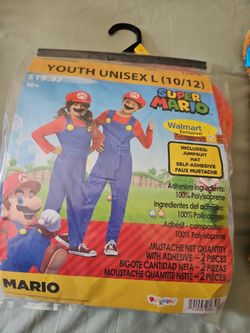 YOUTH UNISEX L (10/12)
$19.97
SUPER
MARIO
Walmart
Exclusive!
INCLUDES:
JUMPSUIT
HAT
SELF-ADHESIVE
FAUX MUSTACHE
Adhesive ingredients:
100% Polyisoprene
Ingredientes del adhesivo:
100% Poliisopreno
Adhésif - composition :
100% Polyisoprène
MUSTACHE NET QUANTITY
WITH ADHESIVE – 2 PIECES
BIGOTE CANTIDAD NETA – 2 PIEZAS
MOUSTACHE QUANTITÉ NETTE – 2 PIÈCES
MARIO